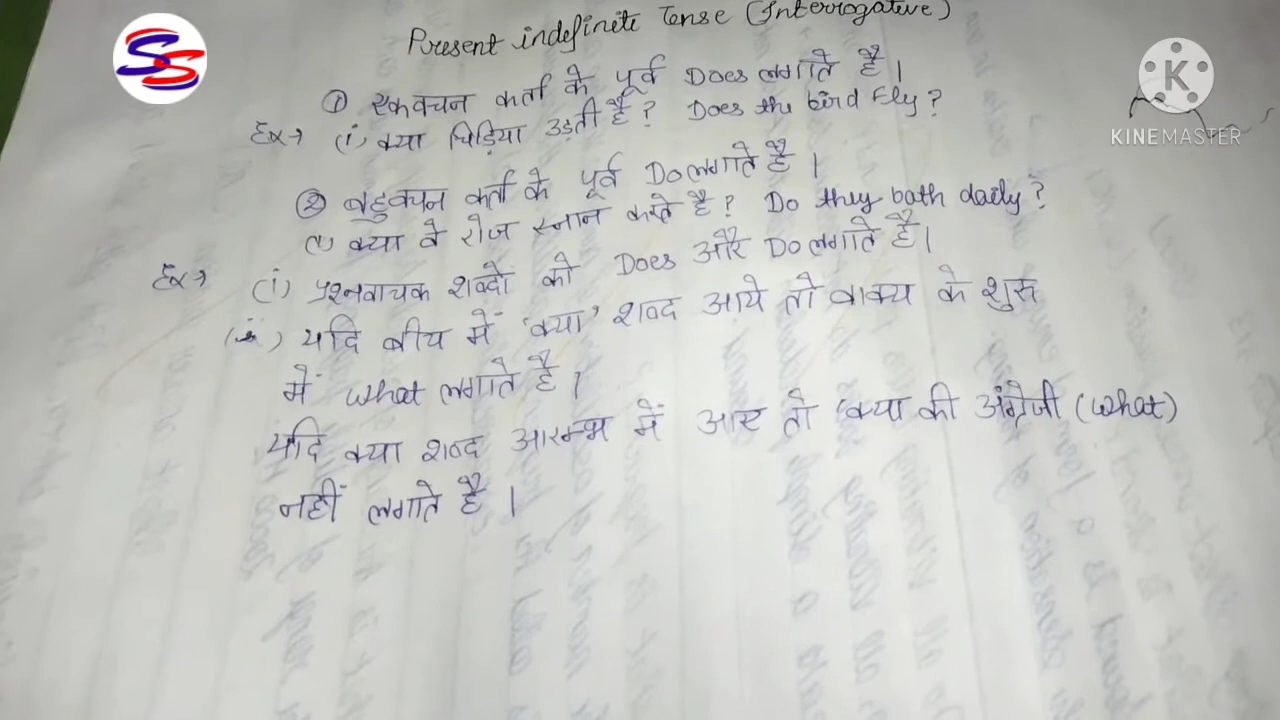 SS
KINEMASTER
Present indefinite Tense (Interrogative)
① एकवचन कर्ता के पूर्व Does लगाते है।
Ex→ (i) क्या चिड़िया उड़ती है? Does the bird Fly?
② बहुवचन कर्ता के पूर्व Do लगाते है।
(i) क्या वे रोज स्नान करते है? Do they bath daily?
Ex→ (i) प्रश्नवाचक शब्दो को Does और Do लगाते है।
(ii) यदि बीच में 'क्या' शब्द आये तो वाक्य के शुरू
में what लगाते है।
यदि क्या शब्द आरम्भ में आए तो 'क्या की अंग्रेजी (what)
नहीं लगाते है।